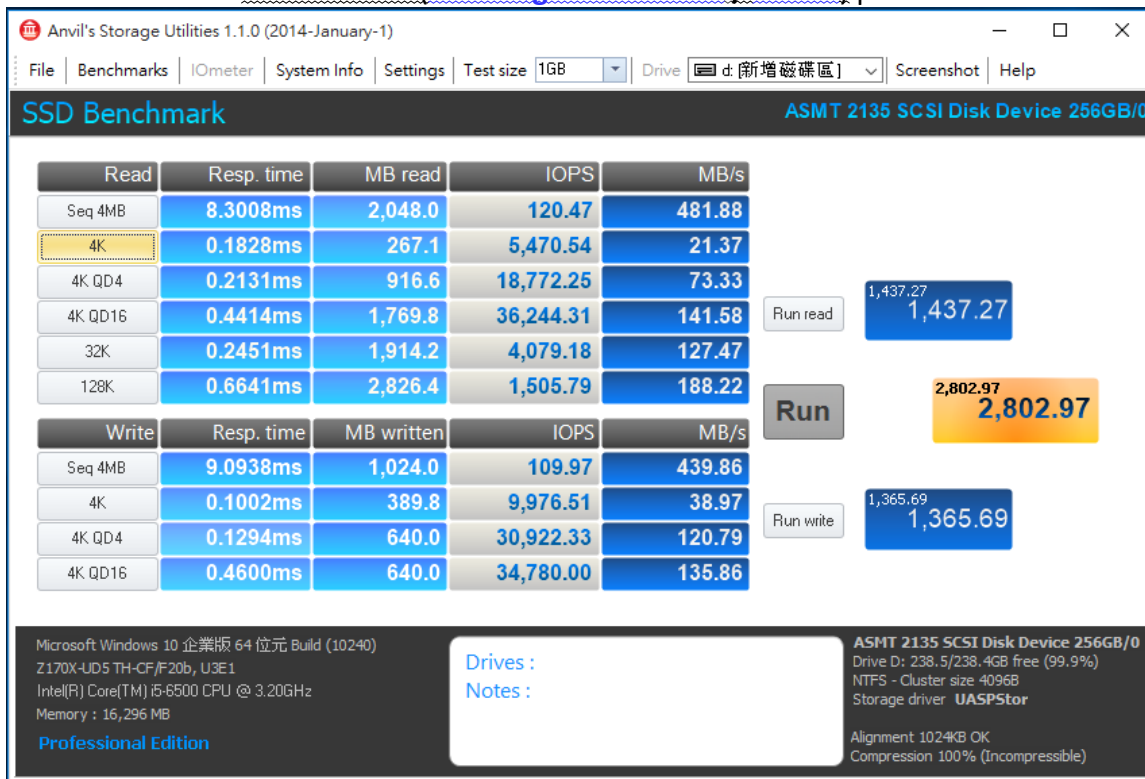 Anvil's Storage Utilities 1.1.0 (2014-January-1)
File Benchmarks IOmeter System Info Settings Test size 1GB Drive d: [新增磁碟區] Screenshot Help
SSD Benchmark ASMT 2135 SCSI Disk Device 256GB/0
Read Resp. time MB read IOPS MB/s
Seq 4MB 8.3008ms 2,048.0 120.47 481.88
4K 0.1828ms 267.1 5,470.54 21.37
4K QD4 0.2131ms 916.6 18,772.25 73.33
4K QD16 0.4414ms 1,769.8 36,244.31 141.58
32K 0.2451ms 1,914.2 4,079.18 127.47
128K 0.6641ms 2,826.4 1,505.79 188.22
Run read 1,437.27
1,437.27
Run 2,802.97
2,802.97
Write Resp. time MB written IOPS MB/s
Seq 4MB 9.0938ms 1,024.0 109.97 439.86
4K 0.1002ms 389.8 9,976.51 38.97
4K QD4 0.1294ms 640.0 30,922.33 120.79
4K QD16 0.4600ms 640.0 34,780.00 135.86
Run write 1,365.69
1,365.69
Microsoft Windows 10 企業版 64 位元 Build (10240)
Z170X-UD5 TH-CF/F20b, U3E1
Intel(R) Core(TM) i5-6500 CPU @ 3.20GHz
Memory : 16,296 MB
Professional Edition
Drives :
Notes :
ASMT 2135 SCSI Disk Device 256GB/0
Drive D: 238.5/238.4GB free (99.9%)
NTFS - Cluster size 4096B
Storage driver UASPStor
Alignment 1024KB OK
Compression 100% (Incompressible)